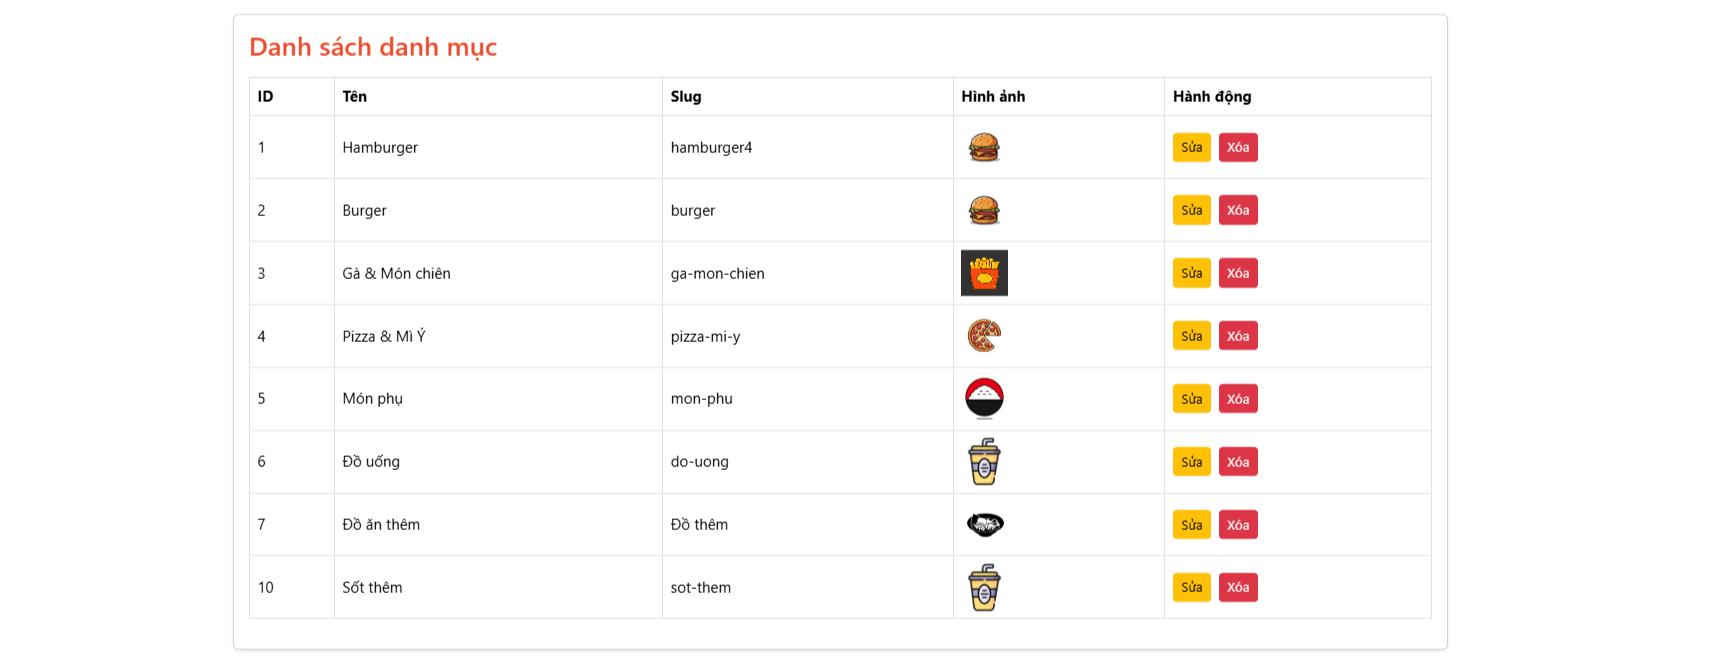 Danh sách danh mục
ID Tên Slug Hình ảnh Hành động
1 Hamburger hamburger4 Sửa Xóa
2 Burger burger Sửa Xóa
3 Gà & Món chiên ga-mon-chien Sửa Xóa
4 Pizza & Mì Ý pizza-mi-y Sửa Xóa
5 Món phụ mon-phu Sửa Xóa
6 Đồ uống do-uong Sửa Xóa
7 Đồ ăn thêm Đồ thêm Sửa Xóa
10 Sốt thêm sot-them Sửa Xóa